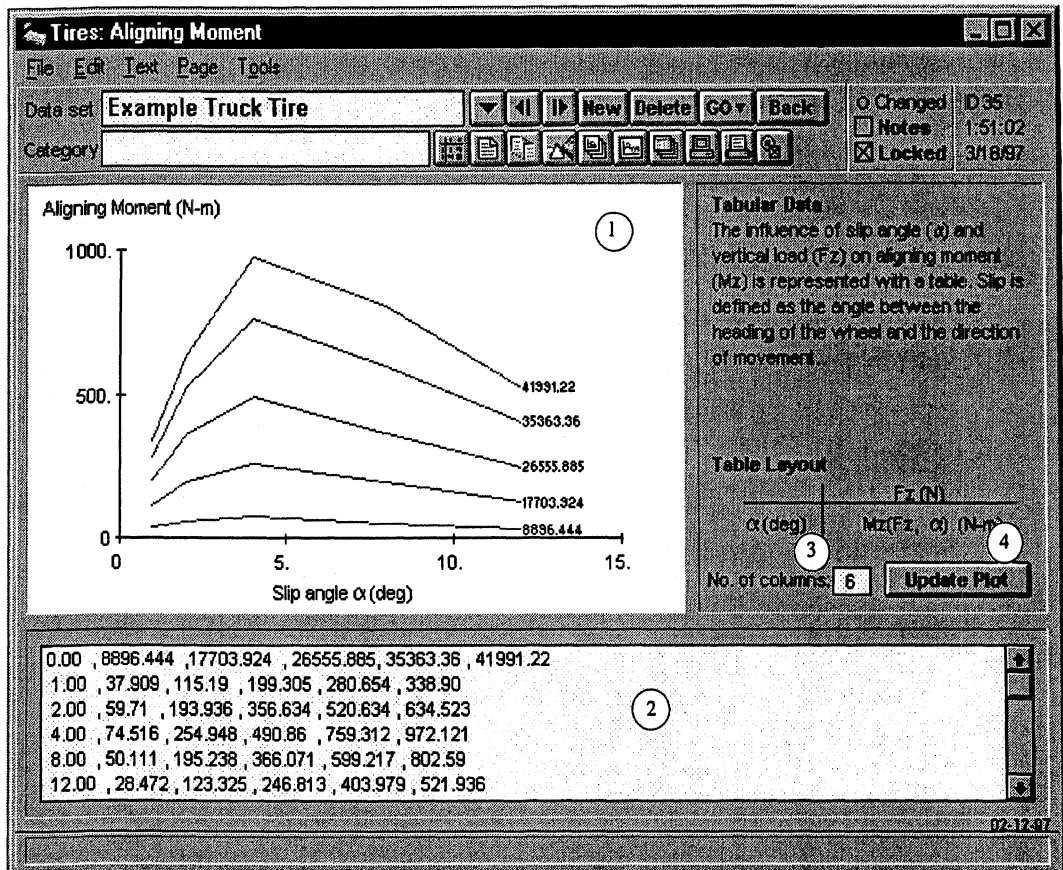 Tires: Aligning Moment
File Edit Text Page Tools
Data set Example Truck Tire New Delete GO Back Changed ID 35
Notes 1:51:02
Category Locked 3/18/97
Aligning Moment (N-m)
1
1000.
500.
0
41991.22
35363.36
26555.885
17703.924
8896.444
0 5. 10. 15.
Slip angle α (deg)
Tabular Data
The influence of slip angle (α) and
vertical load (Fz) on aligning moment
(Mz) is represented with a table. Slip is
defined as the angle between the
heading of the wheel and the direction
of movement.
Table Layout
Fz (N)
α (deg) Mz(Fz, α) (N-m)
3 4
No. of columns: 6 Update Plot
0.00 ,8896.444 ,17703.924 ,26555.885, 35363.36 ,41991.22
1.00 ,37.909 ,115.19 ,199.305 ,280.654 ,338.90
2.00 ,59.71 ,193.936 ,356.634 ,520.634 ,634.523
2
4.00 ,74.516 ,254.948 ,490.86 ,759.312 ,972.121
8.00 ,50.111 ,195.238 ,366.071 ,599.217 ,802.59
12.00 ,28.472 ,123.325 ,246.813 ,403.979 ,521.936
02-12-97